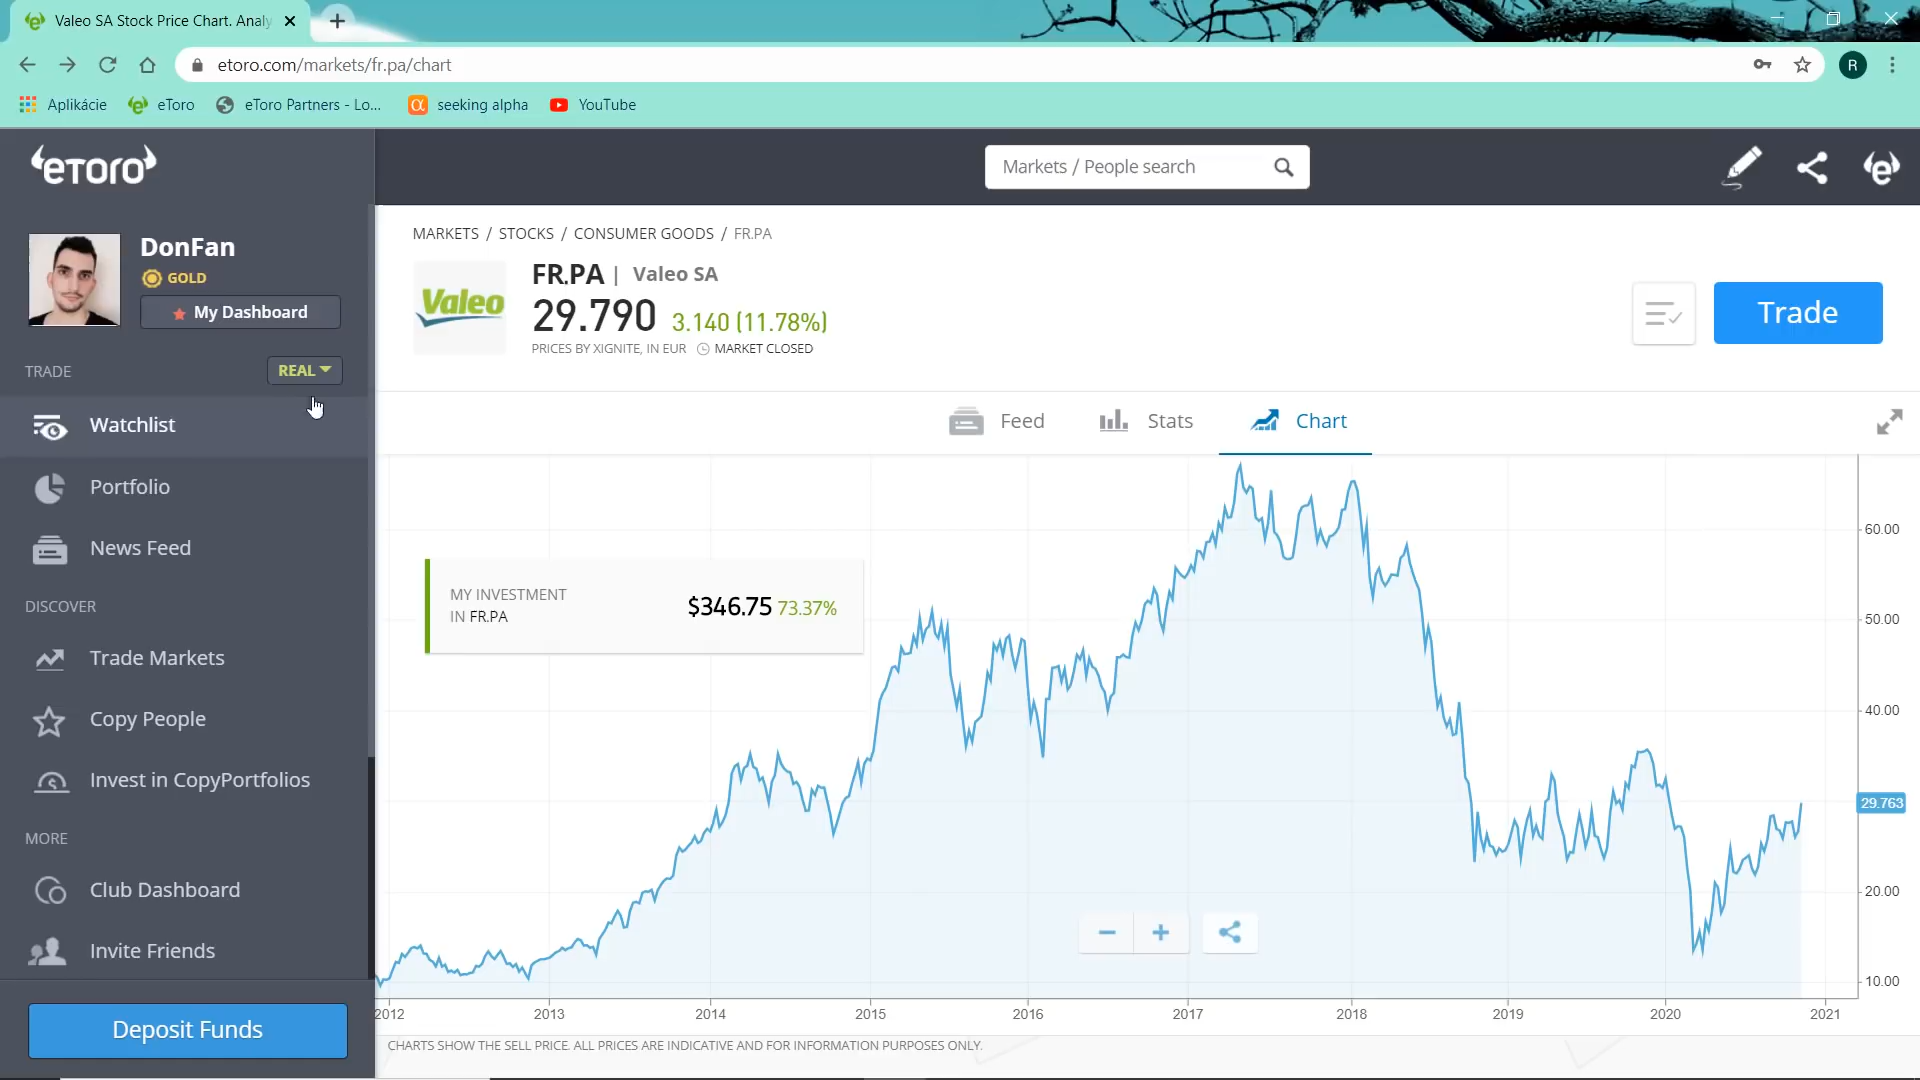 Valeo SA Stock Price Chart. Analy
etoro.com/markets/fr.pa/chart
R
Aplikácie
eToro
eToro Partners - Lo...
seeking alpha
YouTube
eTORO
Markets / People search
DonFan
GOLD
My Dashboard
TRADE
REAL
Watchlist
Portfolio
News Feed
DISCOVER
Trade Markets
Copy People
Invest in CopyPortfolios
MORE
Club Dashboard
Invite Friends
Deposit Funds
MARKETS / STOCKS / CONSUMER GOODS / FR.PA
Valeo
FR.PA | Valeo SA
29.790 3.140 (11.78%)
PRICES BY XIGNITE, IN EUR MARKET CLOSED
Trade
Feed
Stats
Chart
MY INVESTMENT
IN FR.PA
$346.75 73.37%
60.00
50.00
40.00
29.763
20.00
10.00
2012 2013 2014 2015 2016 2017 2018 2019 2020 2021
CHARTS SHOW THE SELL PRICE. ALL PRICES ARE INDICATIVE AND FOR INFORMATION PURPOSES ONLY.